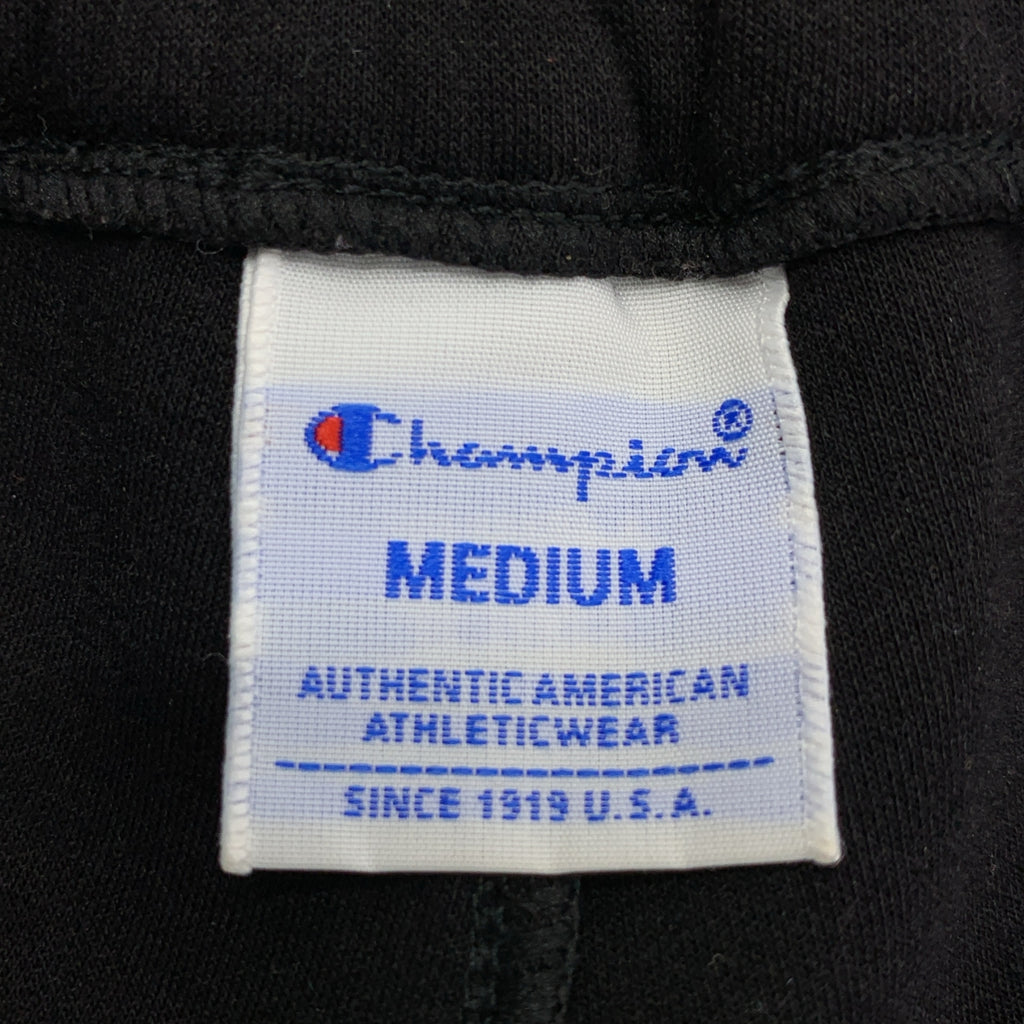 Champion®
MEDIUM
AUTHENTIC AMERICAN
ATHLETICWEAR
SINCE 1919 U.S.A.